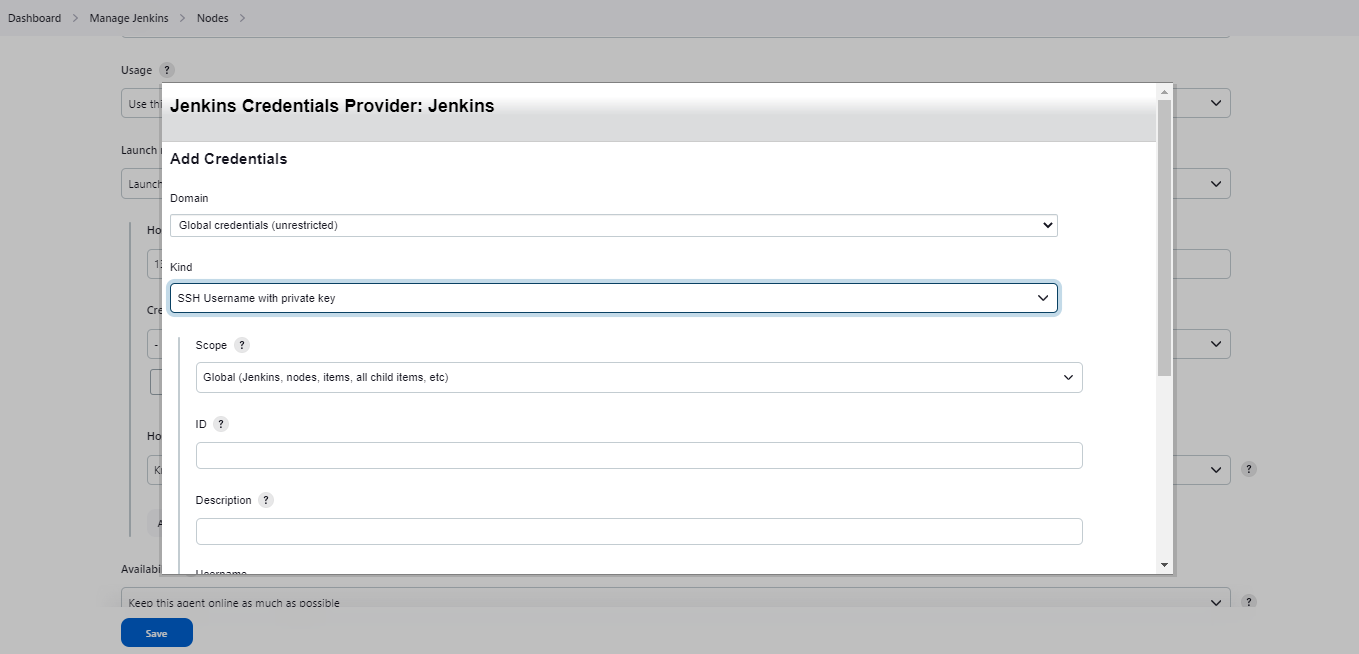 Dashboard > Manage Jenkins > Nodes >
Usage ?
Use thi
Jenkins Credentials Provider: Jenkins
Launch
Add Credentials
Launch
Domain
Global credentials (unrestricted)
Ho
13
Kind
SSH Username with private key
Cre
-
Scope ?
Global (Jenkins, nodes, items, all child items, etc)
ID ?
Ho
K
?
Description ?
A
Availabi
Username
Keep this agent online as much as possible
?
Save